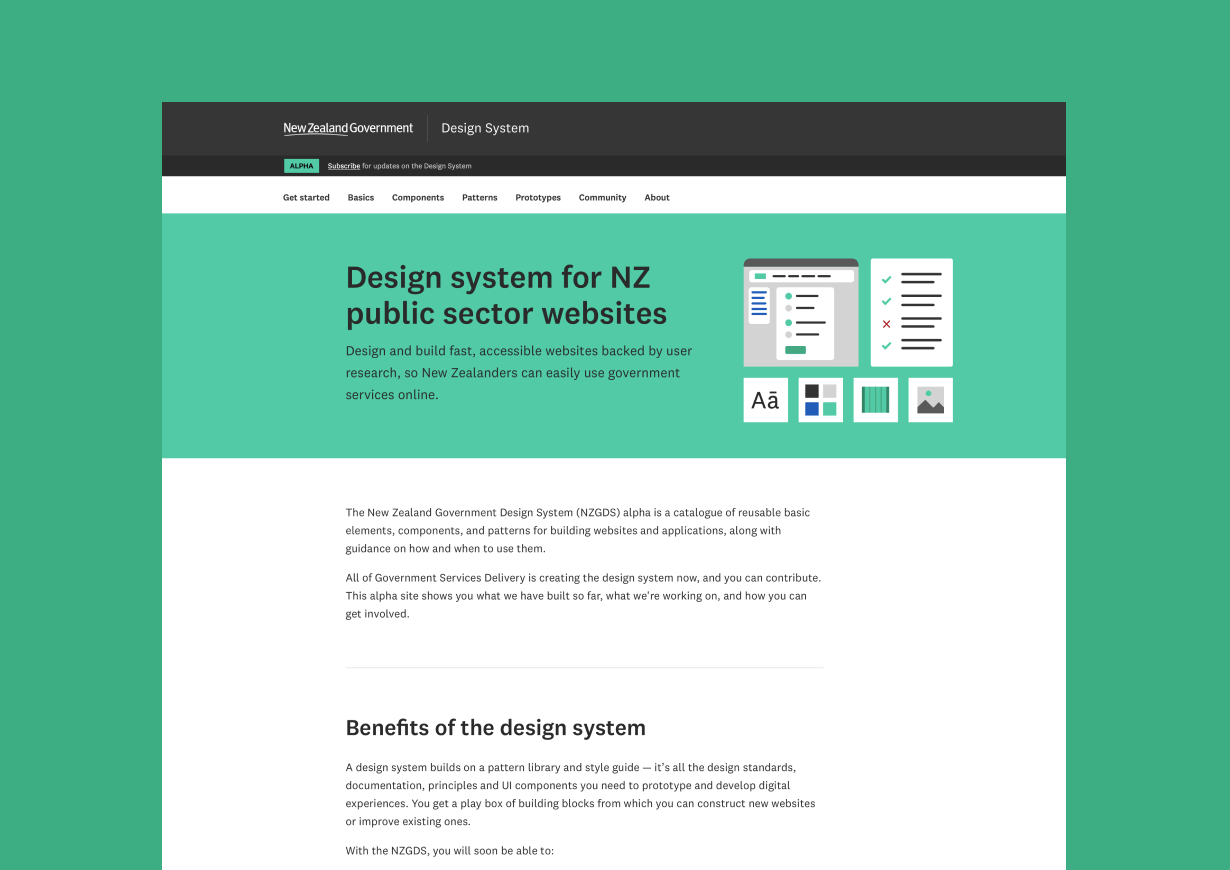 New Zealand Government
Design System
ALPHA
Subscribe for updates on the Design System
Get started Basics Components Patterns Prototypes Community About
Design system for NZ
public sector websites
Design and build fast, accessible websites backed by user
research, so New Zealanders can easily use government
services online.
Aā
The New Zealand Government Design System (NZGDS) alpha is a catalogue of reusable basic
elements, components, and patterns for building websites and applications, along with
guidance on how and when to use them.
All of Government Services Delivery is creating the design system now, and you can contribute.
This alpha site shows you what we have built so far, what we're working on, and how you can
get involved.
Benefits of the design system
A design system builds on a pattern library and style guide — it's all the design standards,
documentation, principles and UI components you need to prototype and develop digital
experiences. You get a play box of building blocks from which you can construct new websites
or improve existing ones.
With the NZGDS, you will soon be able to: